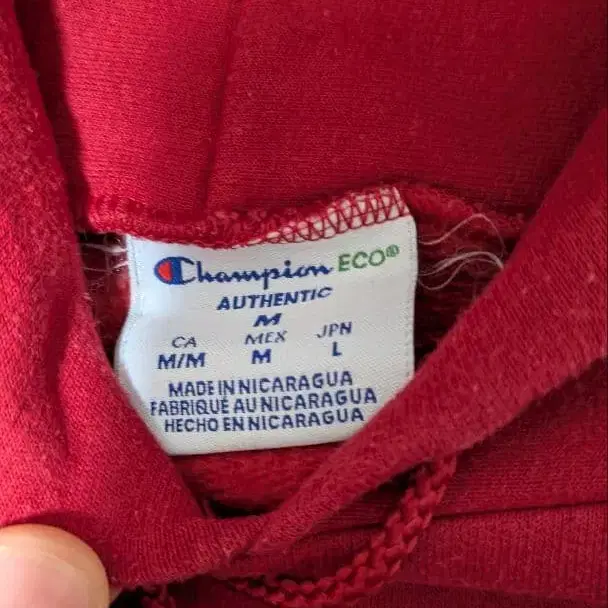 Champion ECO®
AUTHENTIC
M
CA MEX JPN
M/M M L
MADE IN NICARAGUA
FABRIQUÉ AU NICARAGUA
HECHO EN NICARAGUA